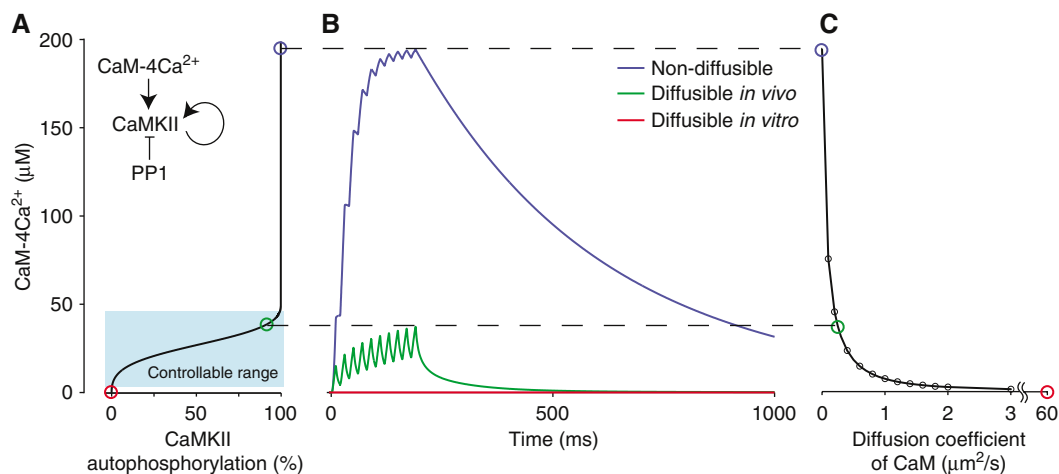 A
B
C
CaM-4Ca²⁺ (μM)
200
150
100
50
0
CaM-4Ca²⁺
CaMKII
PP1
Controllable range
0
50
100
CaMKII
autophosphorylation (%)
Non-diffusible
Diffusible in vivo
Diffusible in vitro
0
500
1000
Time (ms)
0
1
2
3
60
Diffusion coefficient
of CaM (μm²/s)